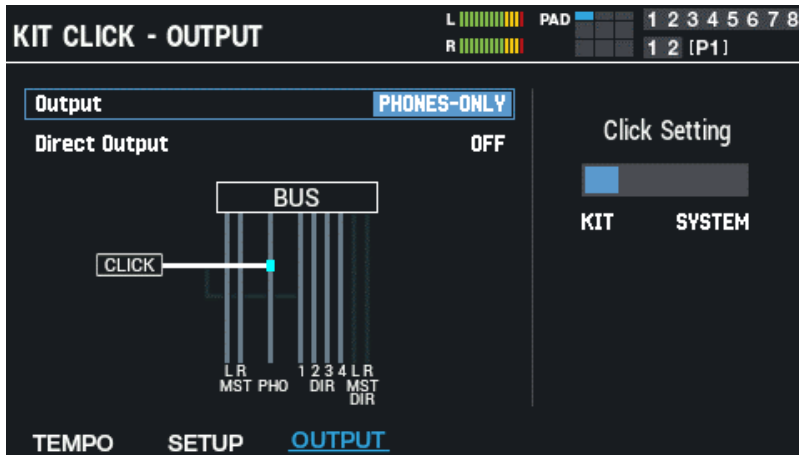 KIT CLICK - OUTPUT
L
R
PAD
1 2 3 4 5 6 7 8
1 2 [P1]
Output PHONES-ONLY
Direct Output OFF
Click Setting
KIT SYSTEM
BUS
CLICK
L R 1 2 3 4 L R
MST PHO DIR MST
DIR
TEMPO SETUP OUTPUT